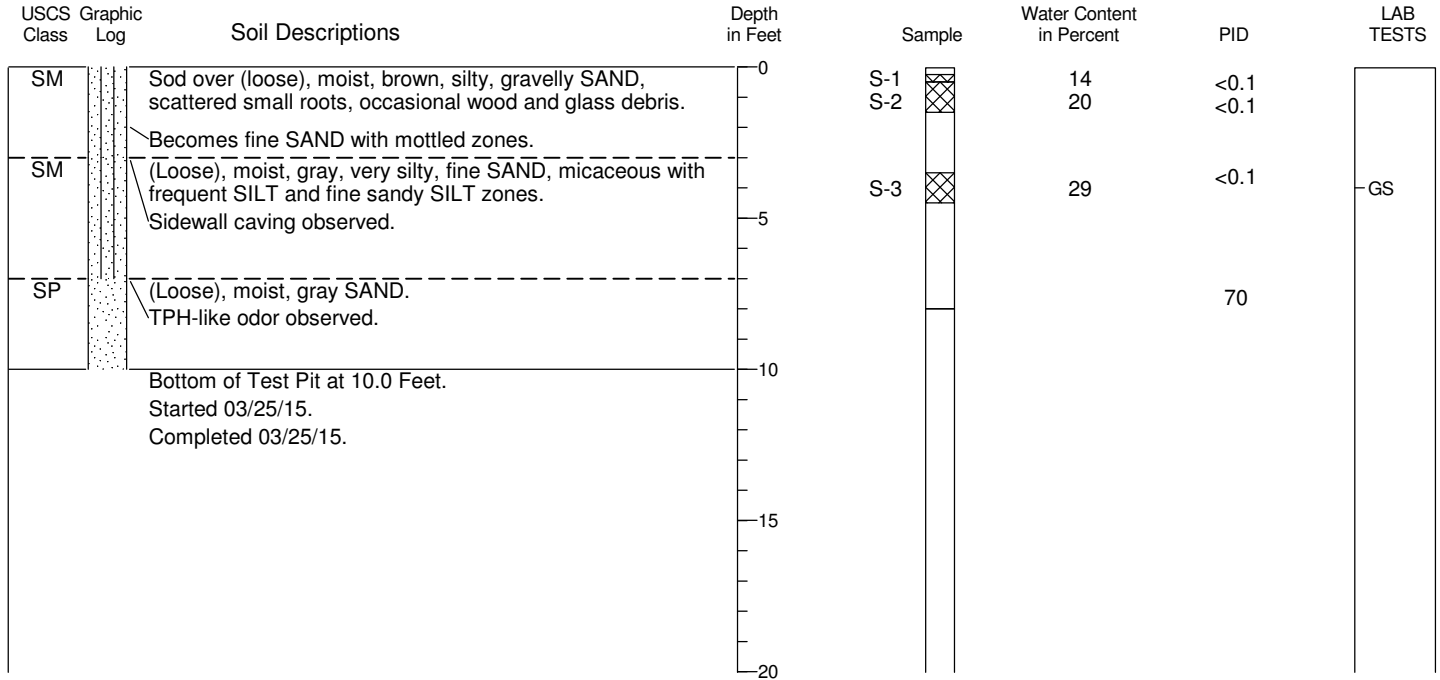 USCS Graphic Depth Water Content LAB
Class Log Soil Descriptions in Feet Sample in Percent PID TESTS
SM Sod over (loose), moist, brown, silty, gravelly SAND, 0 S-1 14 <0.1
scattered small roots, occasional wood and glass debris. S-2 20 <0.1
Becomes fine SAND with mottled zones.
SM (Loose), moist, gray, very silty, fine SAND, micaceous with <0.1
frequent SILT and fine sandy SILT zones. S-3 29 GS
Sidewall caving observed. 5
SP (Loose), moist, gray SAND. 70
TPH-like odor observed.
10
Bottom of Test Pit at 10.0 Feet.
Started 03/25/15.
Completed 03/25/15.
15
20